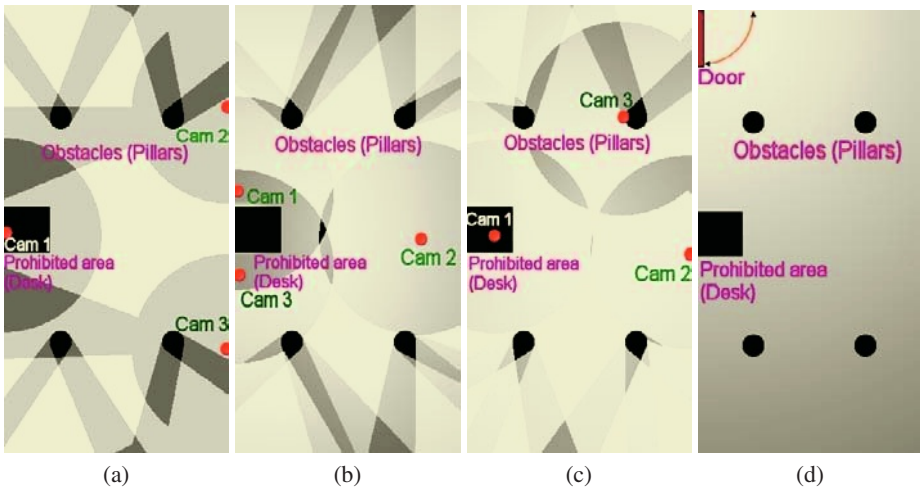 Cam 2
Obstacles (Pillars)
Cam 1
Prohibited area
(Desk)
Cam 3
(a)
Obstacles (Pillars)
Cam 1
Cam 2
Prohibited area
(Desk)
Cam 3
(b)
Cam 3
Obstacles (Pillars)
Cam 1
Cam 2
Prohibited area
(Desk)
(c)
Door
Obstacles (Pillars)
Prohibited area
(Desk)
(d)